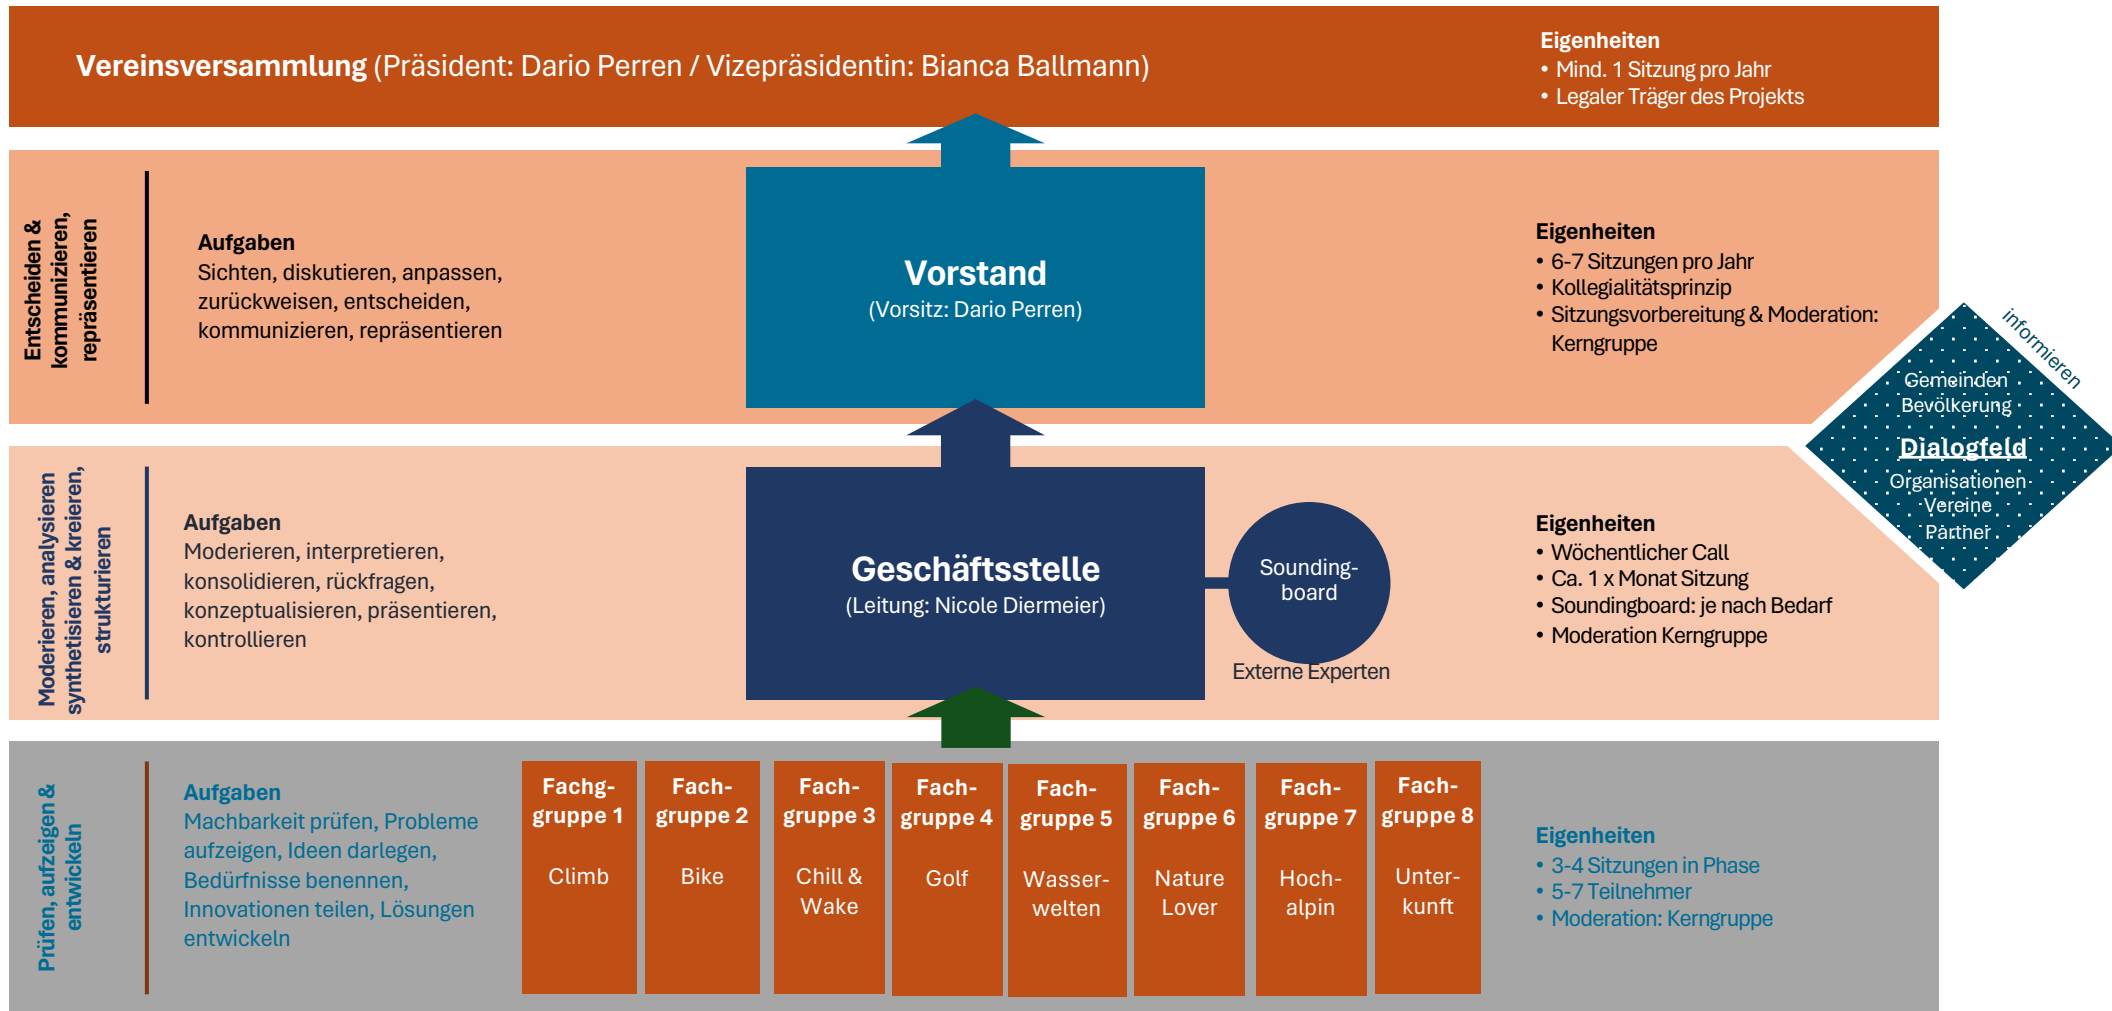 Vereinsversammlung (Präsident: Dario Perren / Vizepräsidentin: Bianca Ballmann)
Eigenheiten
• Mind. 1 Sitzung pro Jahr
• Legaler Träger des Projekts
Entscheiden &
kommunizieren,
repräsentieren
Aufgaben
Sichten, diskutieren, anpassen,
zurückweisen, entscheiden,
kommunizieren, repräsentieren
Vorstand
(Vorsitz: Dario Perren)
Eigenheiten
• 6-7 Sitzungen pro Jahr
• Kollegialitätsprinzip
• Sitzungsvorbereitung & Moderation:
Kerngruppe
informieren
Gemeinden
Bevölkerung
Dialogfeld
Organisationen
Vereine
Partner
Moderieren, analysieren
synthetisieren & kreieren,
strukturieren
Aufgaben
Moderieren, interpretieren,
konsolidieren, rückfragen,
konzeptualisieren, präsentieren,
kontrollieren
Geschäftsstelle
(Leitung: Nicole Diermeier)
Sounding-
board
Externe Experten
Eigenheiten
• Wöchentlicher Call
• Ca. 1 x Monat Sitzung
• Soundingboard: je nach Bedarf
• Moderation Kerngruppe
Prüfen, aufzeigen &
entwickeln
Aufgaben
Machbarkeit prüfen, Probleme
aufzeigen, Ideen darlegen,
Bedürfnisse benennen,
Innovationen teilen, Lösungen
entwickeln
Fachg-
gruppe 1
Climb
Fach-
gruppe 2
Bike
Fach-
gruppe 3
Chill &
Wake
Fach-
gruppe 4
Golf
Fach-
gruppe 5
Wasser-
welten
Fach-
gruppe 6
Nature
Lover
Fach-
gruppe 7
Hoch-
alpin
Fach-
gruppe 8
Unter-
kunft
Eigenheiten
• 3-4 Sitzungen in Phase
• 5-7 Teilnehmer
• Moderation: Kerngruppe